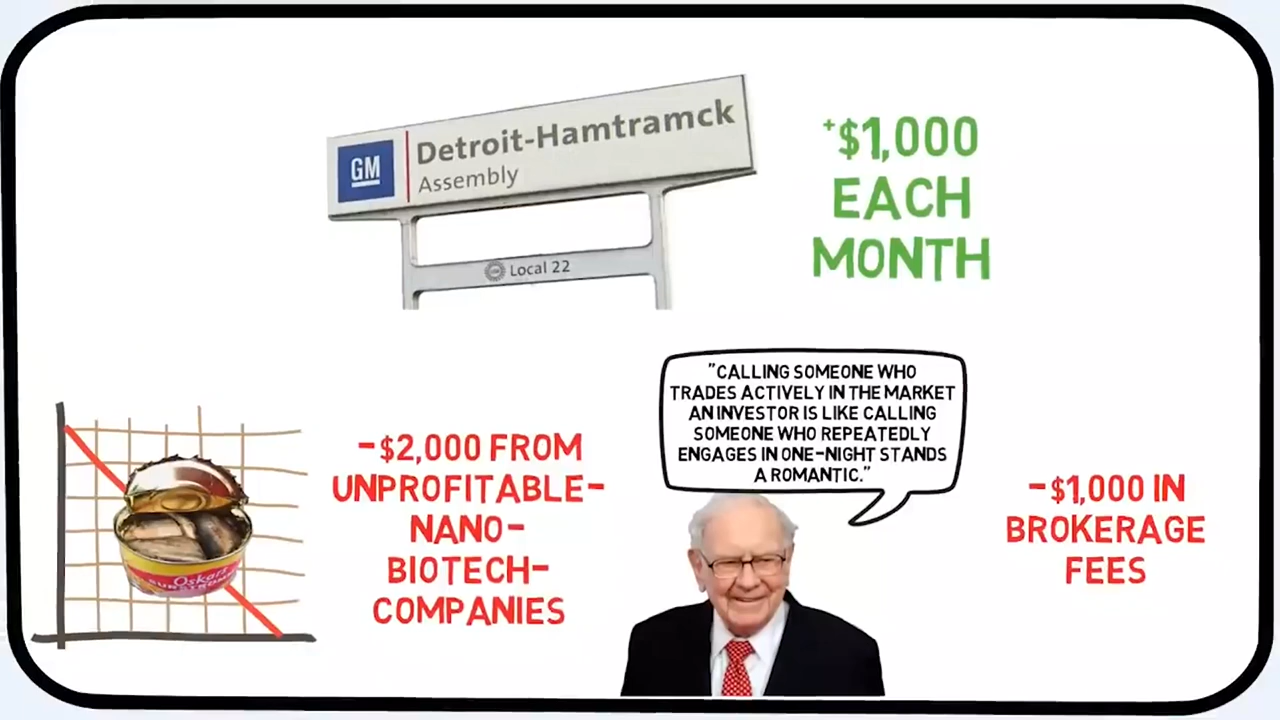 GM
Detroit-Hamtramck
Assembly
Local 22
+$1,000
EACH
MONTH
"CALLING SOMEONE WHO
TRADES ACTIVELY IN THE MARKET
AN INVESTOR IS LIKE CALLING
SOMEONE WHO REPEATEDLY
ENGAGES IN ONE-NIGHT STANDS
A ROMANTIC."
-$2,000 FROM
UNPROFITABLE-
NANO-
BIOTECH-
COMPANIES
-$1,000 IN
BROKERAGE
FEES
Oskars